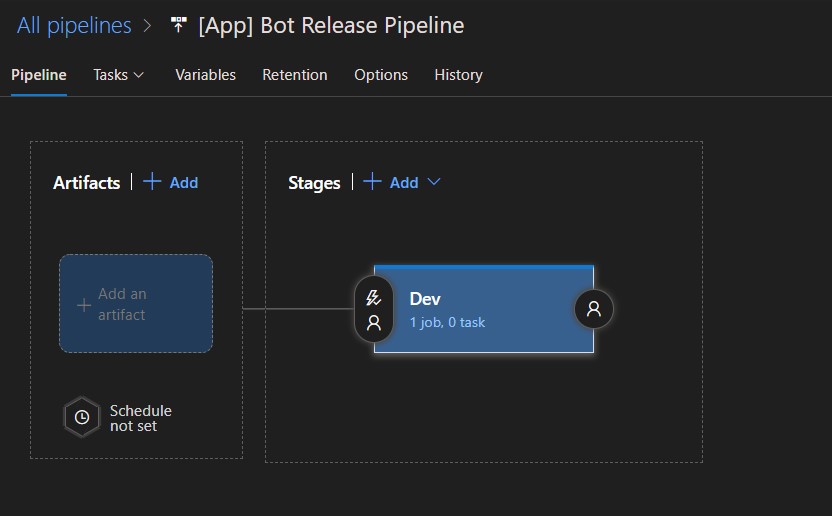 All pipelines > [App] Bot Release Pipeline
Pipeline Tasks Variables Retention Options History
Artifacts | + Add
Stages | + Add
+ Add an
artifact
Dev
1 job, 0 task
Schedule
not set